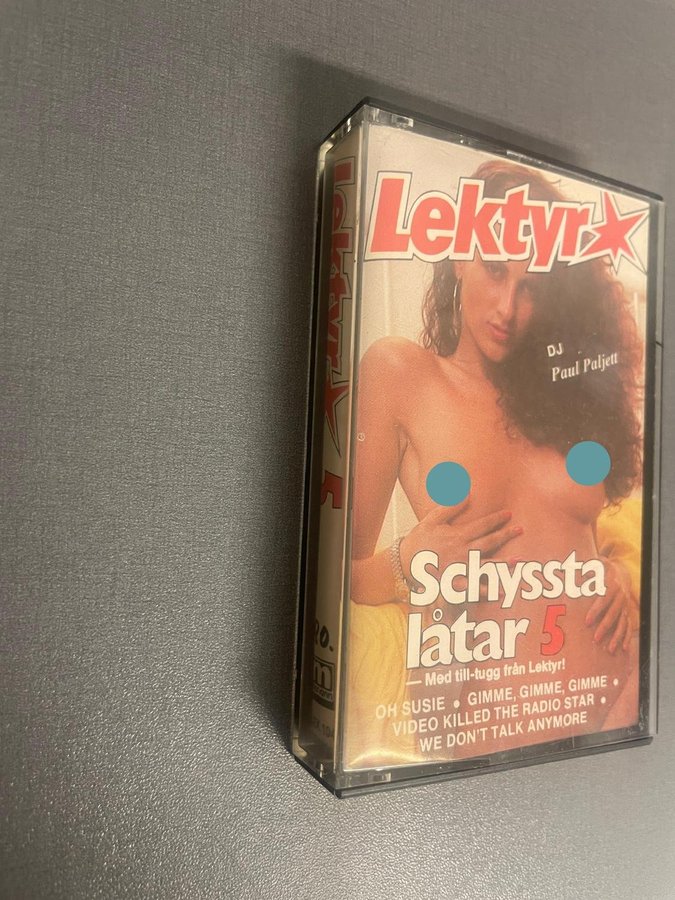 Lektyr
DJ
Paul Paljett
Schyssta
låtar 5
— Med till-tugg från Lektyr!
OH SUSIE • GIMME, GIMME, GIMME •
VIDEO KILLED THE RADIO STAR •
WE DON'T TALK ANYMORE
Lektyr 5